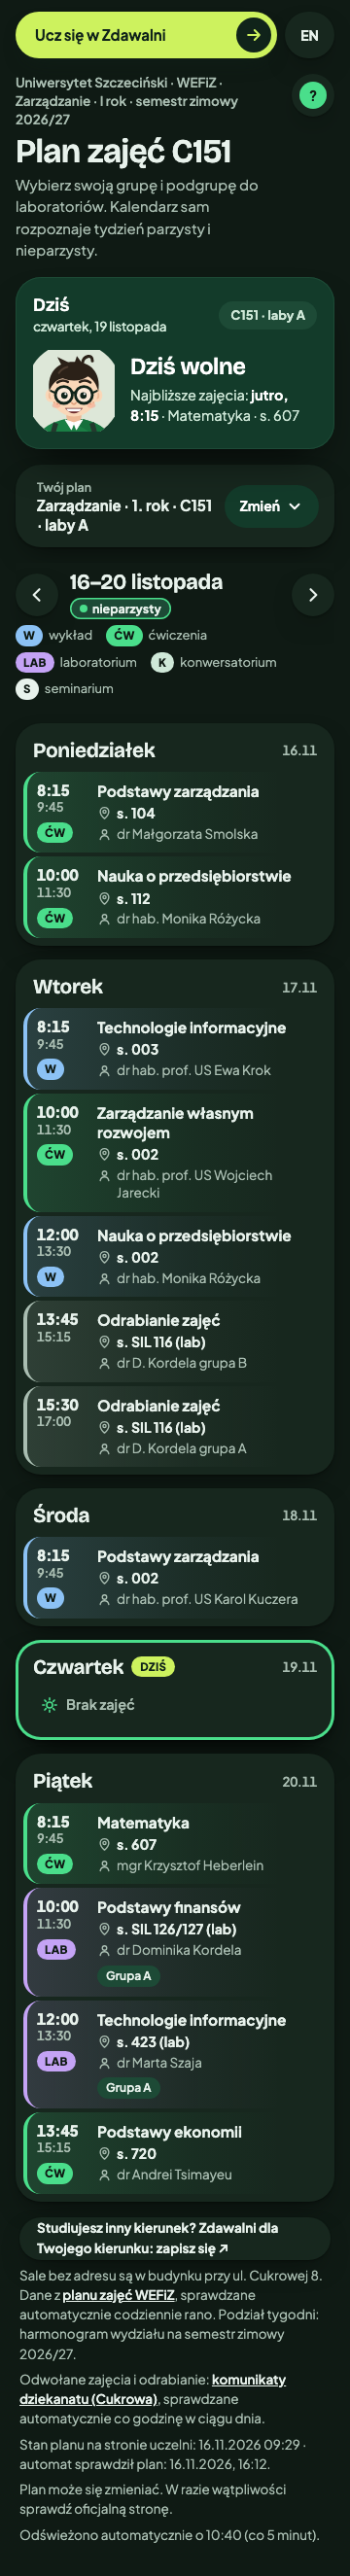 Ucz się w Zdawalni
EN
Uniwersytet Szczeciński · WEFiZ ·
Zarządzanie · I rok · semestr zimowy
2026/27
?
Plan zajęć C151
Wybierz swoją grupę i podgrupę do
laboratoriów. Kalendarz sam
rozpoznaje tydzień parzysty i
nieparzysty.
Dziś
czwartek, 19 listopada
C151 · laby A
Dziś wolne
Najbliższe zajęcia: jutro,
8:15 · Matematyka · s. 607
Twój plan
Zarządzanie · 1. rok · C151
· laby A
Zmień
16–20 listopada
nieparzysty
W wykład ĆW ćwiczenia
LAB laboratorium K konwersatorium
S seminarium
Poniedziałek 16.11
8:15 Podstawy zarządzania
9:45 s. 104
ĆW dr Małgorzata Smolska
10:00 Nauka o przedsiębiorstwie
11:30 s. 112
ĆW dr hab. Monika Różycka
Wtorek 17.11
8:15 Technologie informacyjne
9:45 s. 003
W dr hab. prof. US Ewa Krok
10:00 Zarządzanie własnym
11:30 rozwojem
ĆW s. 002
dr hab. prof. US Wojciech
Jarecki
12:00 Nauka o przedsiębiorstwie
13:30 s. 002
W dr hab. Monika Różycka
13:45 Odrabianie zajęć
15:15 s. SIL 116 (lab)
dr D. Kordela grupa B
15:30 Odrabianie zajęć
17:00 s. SIL 116 (lab)
dr D. Kordela grupa A
Środa 18.11
8:15 Podstawy zarządzania
9:45 s. 002
W dr hab. prof. US Karol Kuczera
Czwartek DZIŚ 19.11
Brak zajęć
Piątek 20.11
8:15 Matematyka
9:45 s. 607
ĆW mgr Krzysztof Heberlein
10:00 Podstawy finansów
11:30 s. SIL 126/127 (lab)
LAB dr Dominika Kordela
Grupa A
12:00 Technologie informacyjne
13:30 s. 423 (lab)
LAB dr Marta Szaja
Grupa A
13:45 Podstawy ekonomii
15:15 s. 720
ĆW dr Andrei Tsimayeu
Studiujesz inny kierunek? Zdawalni dla
Twojego kierunku: zapisz się ↗
Sale bez adresu są w budynku przy ul. Cukrowej 8.
Dane z planu zajęć WEFiZ, sprawdzane
automatycznie codziennie rano. Podział tygodni:
harmonogram wydziału na semestr zimowy
2026/27.
Odwołane zajęcia i odrabianie: komunikaty
dziekanatu (Cukrowa), sprawdzane
automatycznie co godzinę w ciągu dnia.
Stan planu na stronie uczelni: 16.11.2026 09:29 ·
automat sprawdził plan: 16.11.2026, 16:12.
Plan może się zmieniać. W razie wątpliwości
sprawdź oficjalną stronę.
Odświeżono automatycznie o 10:40 (co 5 minut).